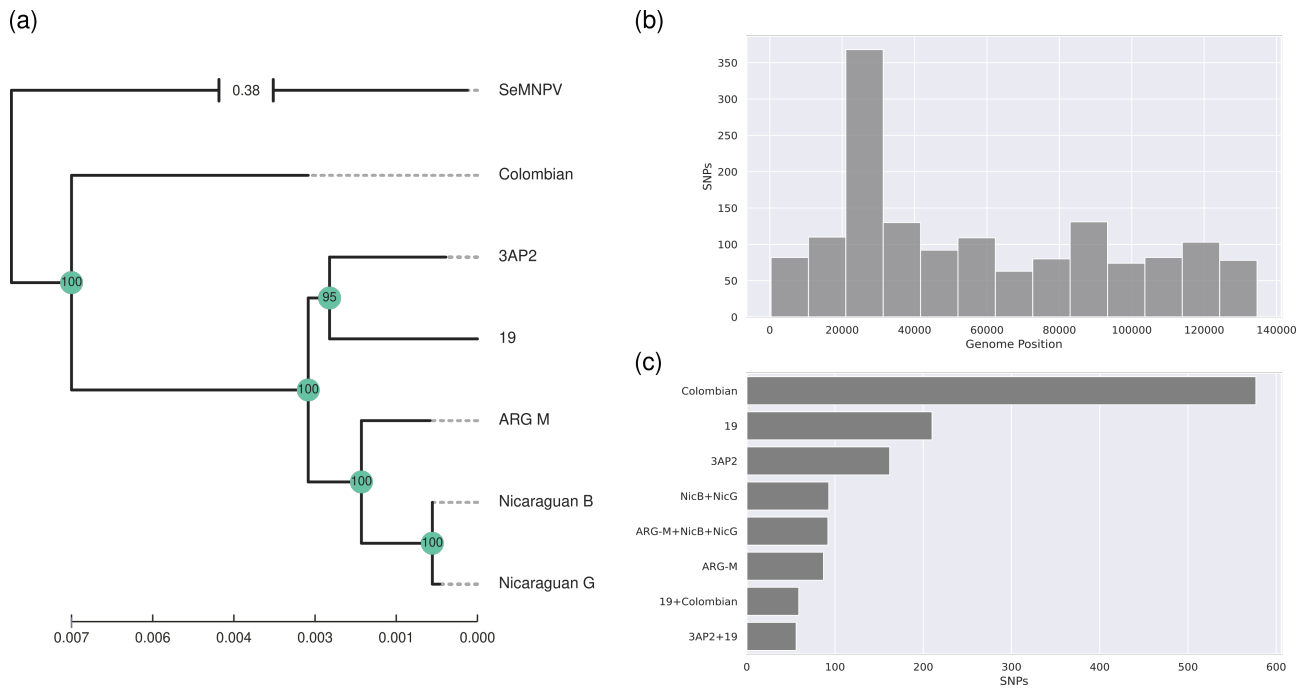 (a)
SeMNPV
0.38
Colombian
3AP2
100
95
19
100
ARG M
100
Nicaraguan B
100
Nicaraguan G
0.007 0.006 0.004 0.003 0.001 0.000
(b)
350
300
250
200
150
100
50
0
SNPs
0 20000 40000 60000 80000 100000 120000 140000
Genome Position
(c)
Colombian
19
3AP2
NicB+NicG
ARG-M+NicB+NicG
ARG-M
19+Colombian
3AP2+19
0 100 200 300 400 500 600
SNPs